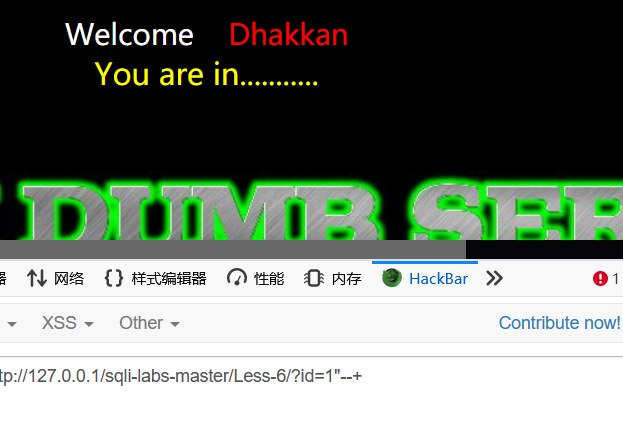 Welcome Dhakkan
You are in...........
DUMB SER
器 网络 {} 样式编辑器 性能 内存 HackBar 1
XSS Other Contribute now!
tp://127.0.0.1/sqli-labs-master/Less-6/?id=1"--+